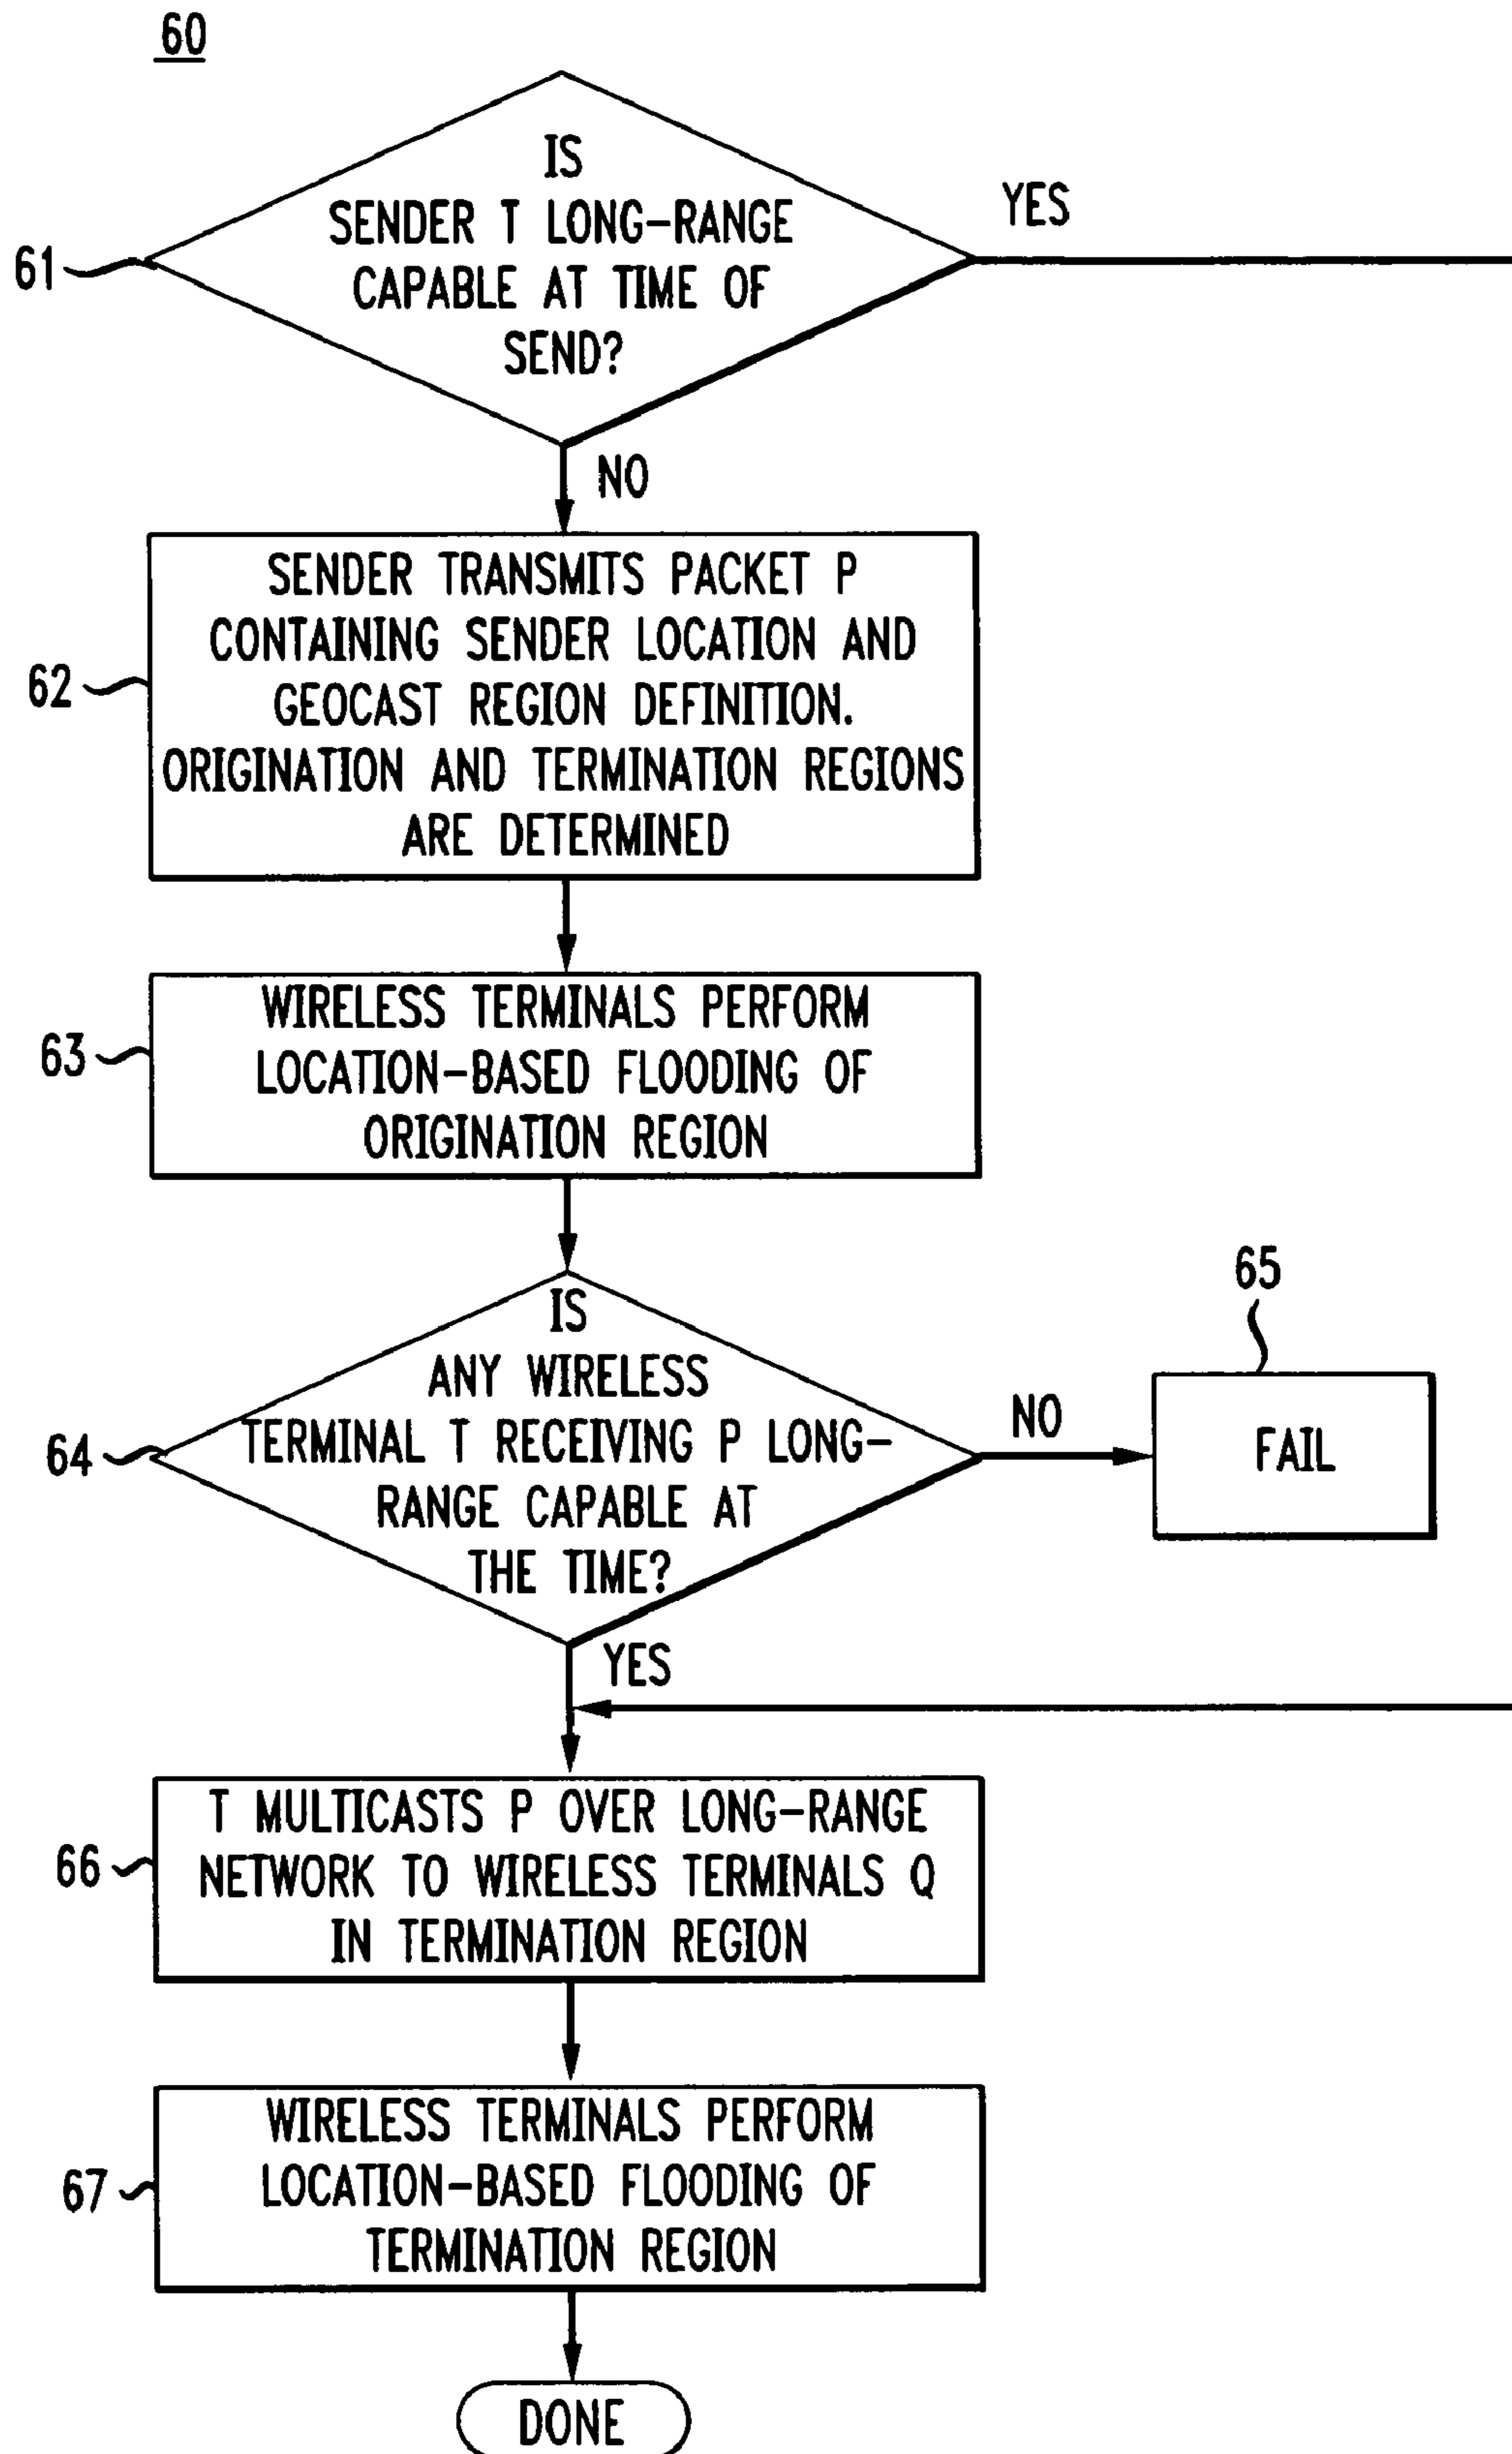 60
IS
SENDER T LONG-RANGE
CAPABLE AT TIME OF
SEND?
YES
61
NO
SENDER TRANSMITS PACKET P
CONTAINING SENDER LOCATION AND
GEOCAST REGION DEFINITION.
ORIGINATION AND TERMINATION REGIONS
ARE DETERMINED
62
WIRELESS TERMINALS PERFORM
LOCATION-BASED FLOODING OF
ORIGINATION REGION
63
IS
ANY WIRELESS
TERMINAL T RECEIVING P LONG-
RANGE CAPABLE AT
THE TIME?
64
NO
65
FAIL
YES
T MULTICASTS P OVER LONG-RANGE
NETWORK TO WIRELESS TERMINALS Q
IN TERMINATION REGION
66
WIRELESS TERMINALS PERFORM
LOCATION-BASED FLOODING OF
TERMINATION REGION
67
DONE